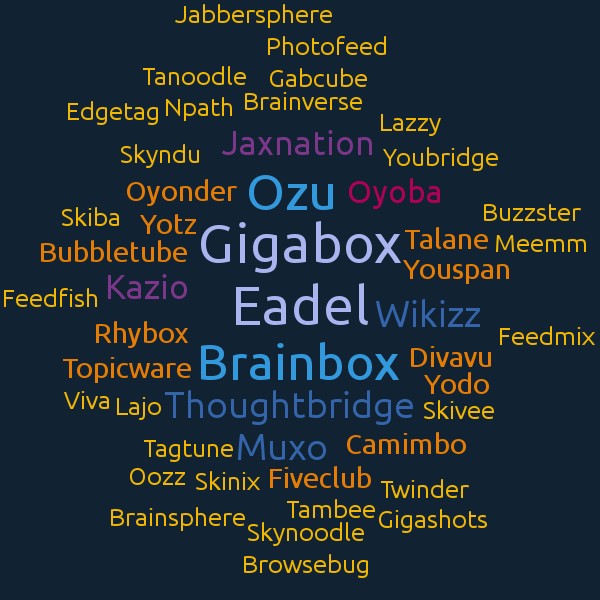 Jabbersphere
Photofeed
Tanoodle
Gabcube
Edgetag
Npath
Brainverse
Lazzy
Skyndu
Jaxnation
Youbridge
Oyonder
Ozu
Oyoba
Skiba
Yotz
Buzzster
Bubbletube
Gigabox
Talane
Meemm
Youspan
Feedfish
Kazio
Eadel
Wikizz
Feedmix
Rhybox
Topicware
Brainbox
Divavu
Yodo
Viva
Lajo
Thoughtbridge
Skivee
Tagtune
Muxo
Camimbo
Oozz
Skinix
Fiveclub
Twinder
Brainsphere
Tambee
Gigashots
Skynoodle
Browsebug